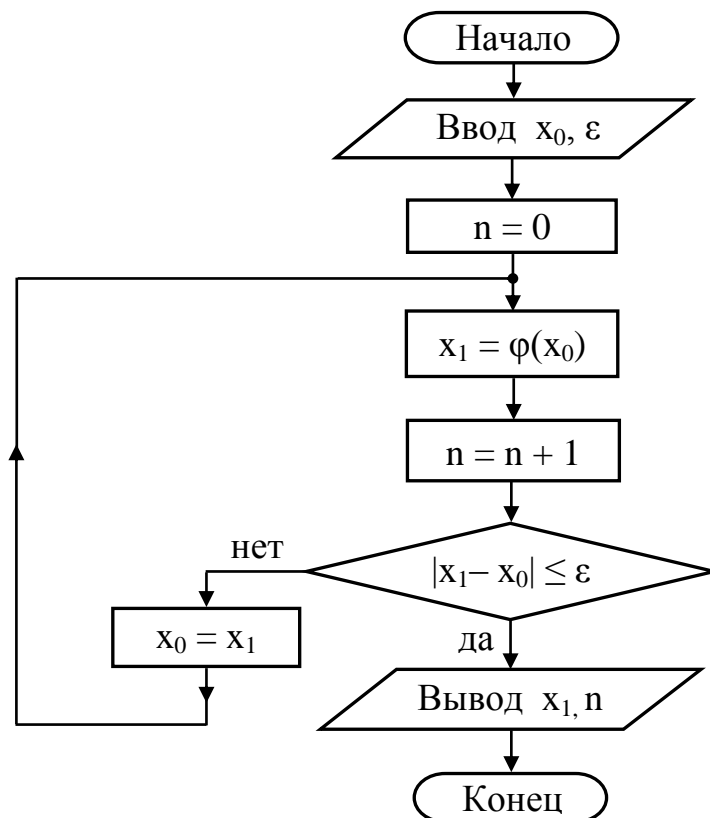 Начало
Ввод x₀, ε
n = 0
x₁ = φ(x₀)
n = n + 1
|x₁– x₀| ≤ ε
нет
x₀ = x₁
да
Вывод x₁, n
Конец